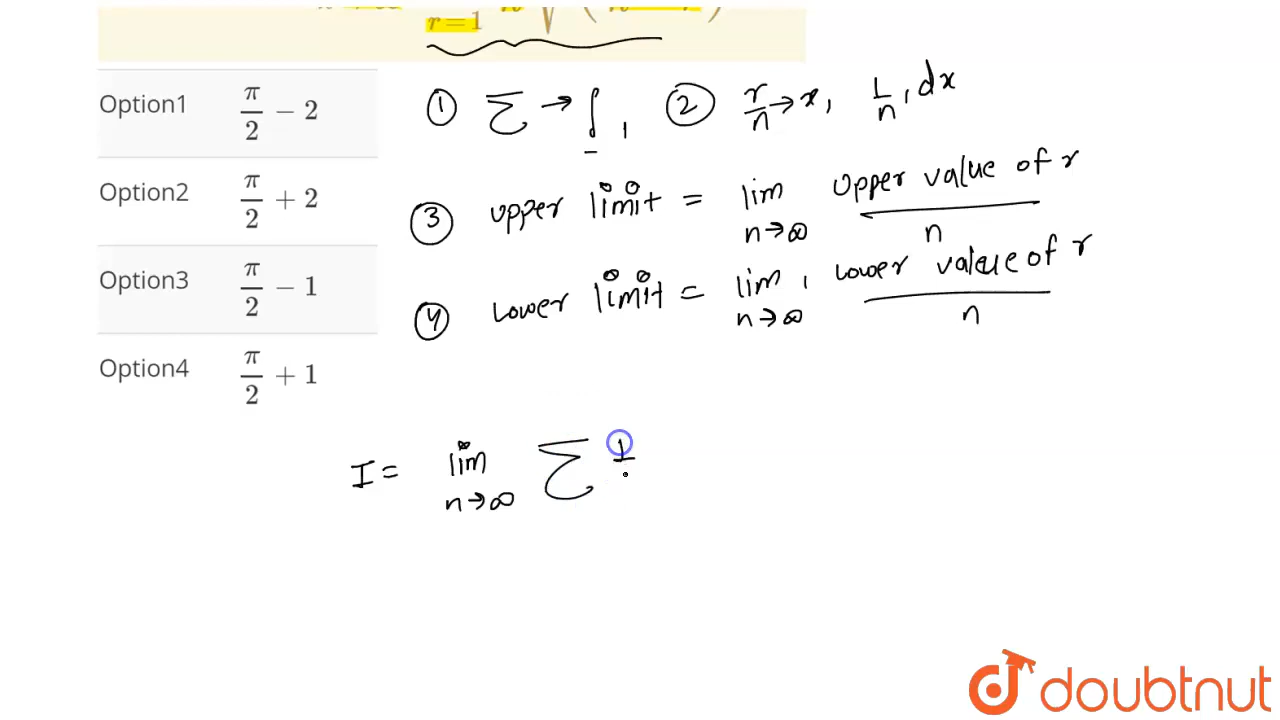 r=1
Option1 π/2 − 2
① Σ → ∫, ② r/n → x, 1/n, dx
Option2 π/2 + 2
③ upper limit = lim n→∞ upper value of r / n
Option3 π/2 − 1
④ lower limit = lim n→∞, lower value of r / n
Option4 π/2 + 1
I = lim n→∞ Σ 1
doubtnut